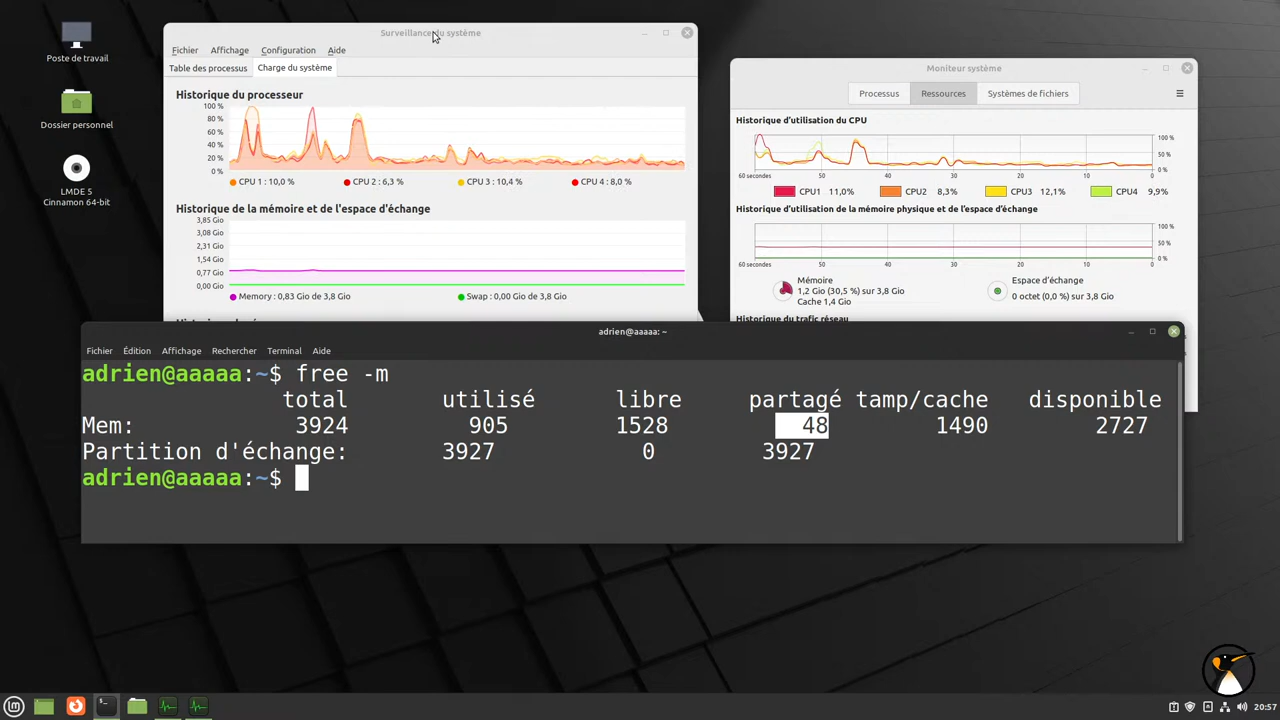 Poste de travail
Dossier personnel
LMDE 5
Cinnamon 64-bit
Surveillance du système
Fichier Affichage Configuration Aide
Table des processus Charge du système
Historique du processeur
100 %
80 %
60 %
40 %
20 %
0 %
CPU 1 : 10,0 % CPU 2 : 6,3 % CPU 3 : 10,4 % CPU 4 : 8,0 %
Historique de la mémoire et de l'espace d'échange
3,85 Gio
3,08 Gio
2,31 Gio
1,54 Gio
0,77 Gio
0,00 Gio
Memory : 0,83 Gio de 3,8 Gio Swap : 0,00 Gio de 3,8 Gio
Moniteur système
Processus Ressources Systèmes de fichiers
Historique d'utilisation du CPU
100 %
50 %
0 %
60 secondes 50 40 30 20 10 0
CPU1 11,0% CPU2 8,3% CPU3 12,1% CPU4 9,9%
Historique d'utilisation de la mémoire physique et de l'espace d'échange
100 %
50 %
0 %
60 secondes 50 40 30 20 10 0
Mémoire
1,2 Gio (30,5 %) sur 3,8 Gio
Cache 1,4 Gio
Espace d'échange
0 octet (0,0 %) sur 3,8 Gio
Historique du trafic réseau
adrien@aaaaa: ~
Fichier Édition Affichage Rechercher Terminal Aide
adrien@aaaaa:~$ free -m
total utilisé libre partagé tamp/cache disponible
Mem: 3924 905 1528 48 1490 2727
Partition d'échange: 3927 0 3927
adrien@aaaaa:~$
20:57